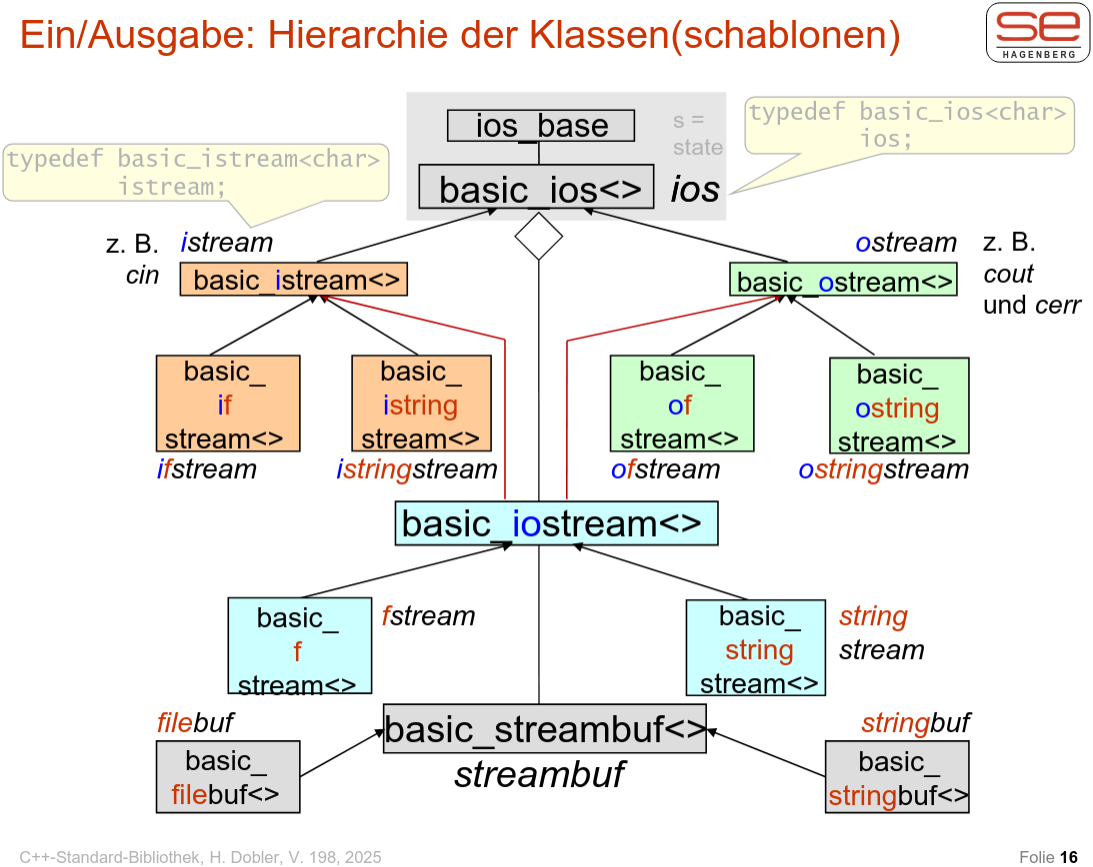 Ein/Ausgabe: Hierarchie der Klassen(schablonen)
se
HAGENBERG
ios_base
s =
state
typedef basic_ios<char>
ios;
typedef basic_istream<char>
istream;
basic_ios<>
ios
z. B.
cin
istream
basic_istream<>
ostream
basic_ostream<>
z. B.
cout
und cerr
basic_
if
stream<>
ifstream
basic_
istring
stream<>
istringstream
basic_
of
stream<>
ofstream
basic_
ostring
stream<>
ostringstream
basic_iostream<>
basic_
f
stream<>
fstream
basic_
string
stream<>
string
stream
filebuf
basic_
filebuf<>
basic_streambuf<>
streambuf
stringbuf
basic_
stringbuf<>
C++-Standard-Bibliothek, H. Dobler, V. 198, 2025
Folie 16